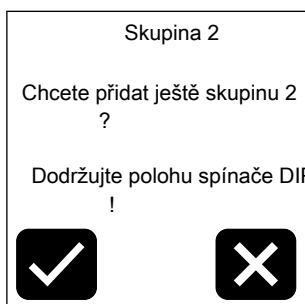 Skupina 2
Chcete přidat ještě skupinu 2
?
Dodržujte polohu spínače DIP
!